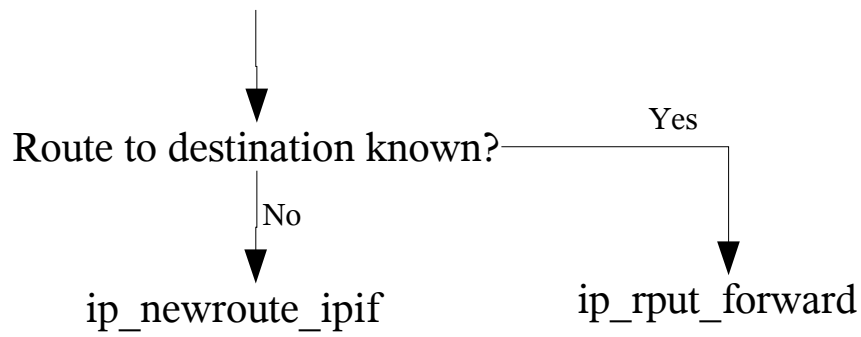 Route to destination known?
Yes
No
ip_newroute_ipif
ip_rput_forward